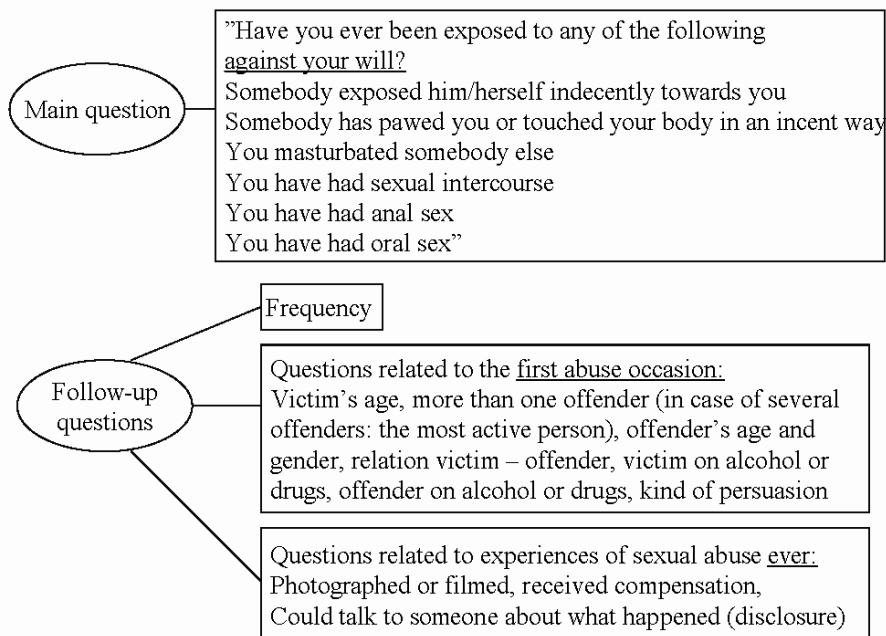 "Have you ever been exposed to any of the following
against your will?
Main question
Somebody exposed him/herself indecently towards you
Somebody has pawed you or touched your body in an incent way
You masturbated somebody else
You have had sexual intercourse
You have had anal sex
You have had oral sex"
Frequency
Follow-up
questions
Questions related to the first abuse occasion:
Victim's age, more than one offender (in case of several
offenders: the most active person), offender's age and
gender, relation victim – offender, victim on alcohol or
drugs, offender on alcohol or drugs, kind of persuasion
Questions related to experiences of sexual abuse ever:
Photographed or filmed, received compensation,
Could talk to someone about what happened (disclosure)